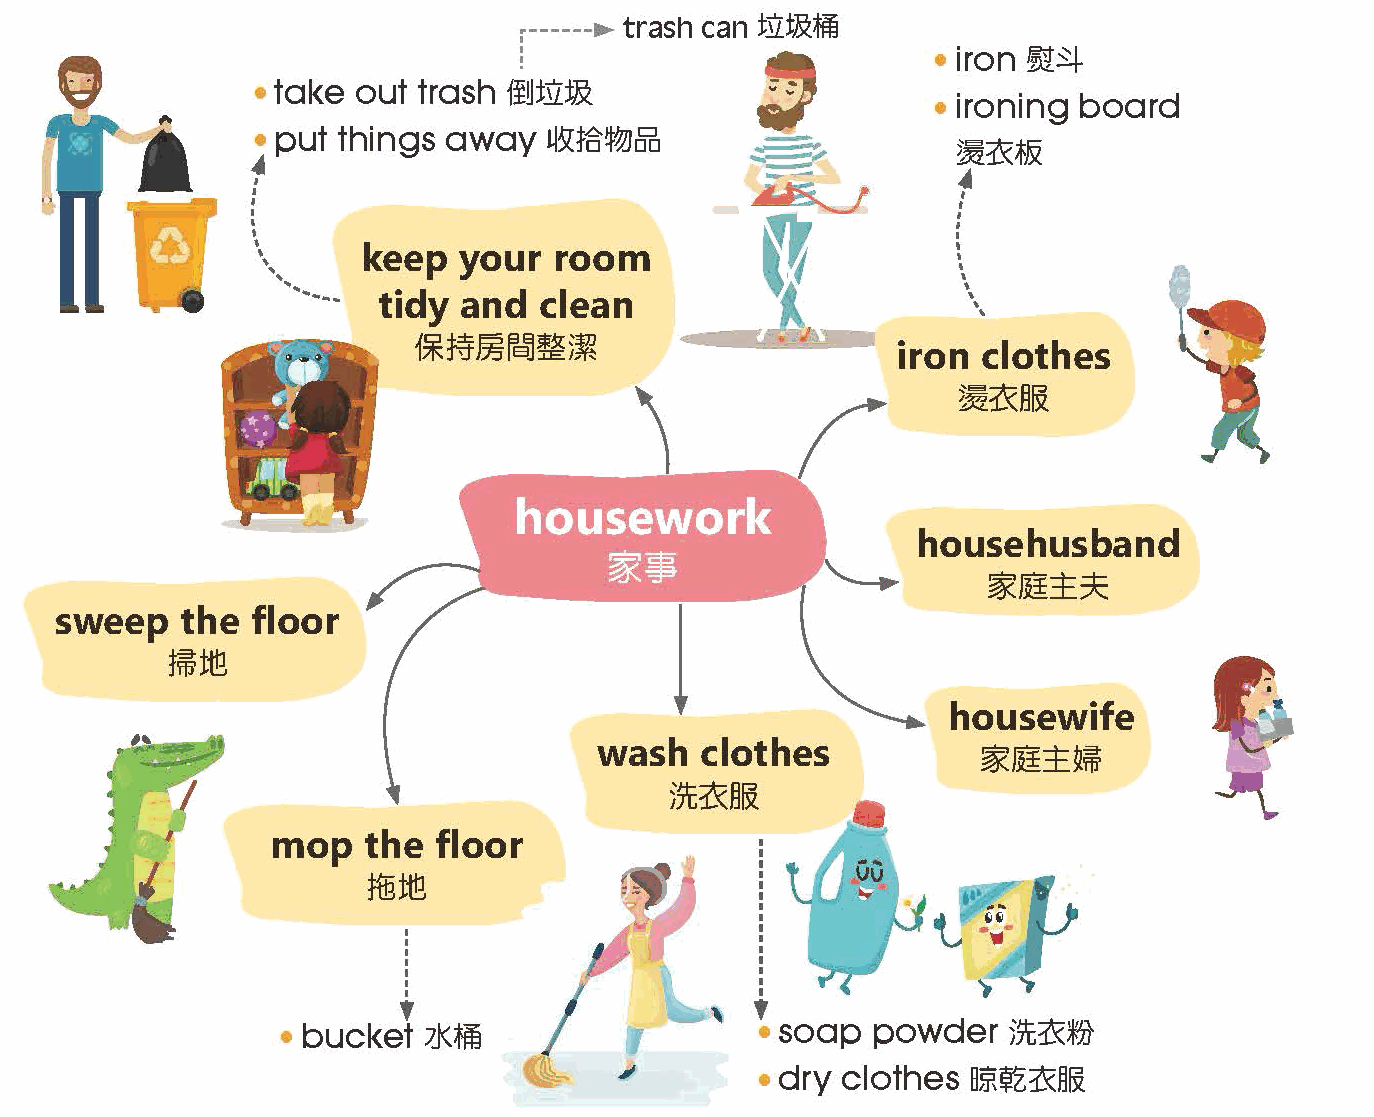 trash can 垃圾桶
take out trash 倒垃圾
put things away 收拾物品
iron 熨斗
ironing board
燙衣板
keep your room
tidy and clean
保持房間整潔
iron clothes
燙衣服
housework
家事
househusband
家庭主夫
sweep the floor
掃地
housewife
家庭主婦
wash clothes
洗衣服
mop the floor
拖地
bucket 水桶
soap powder 洗衣粉
dry clothes 晾乾衣服